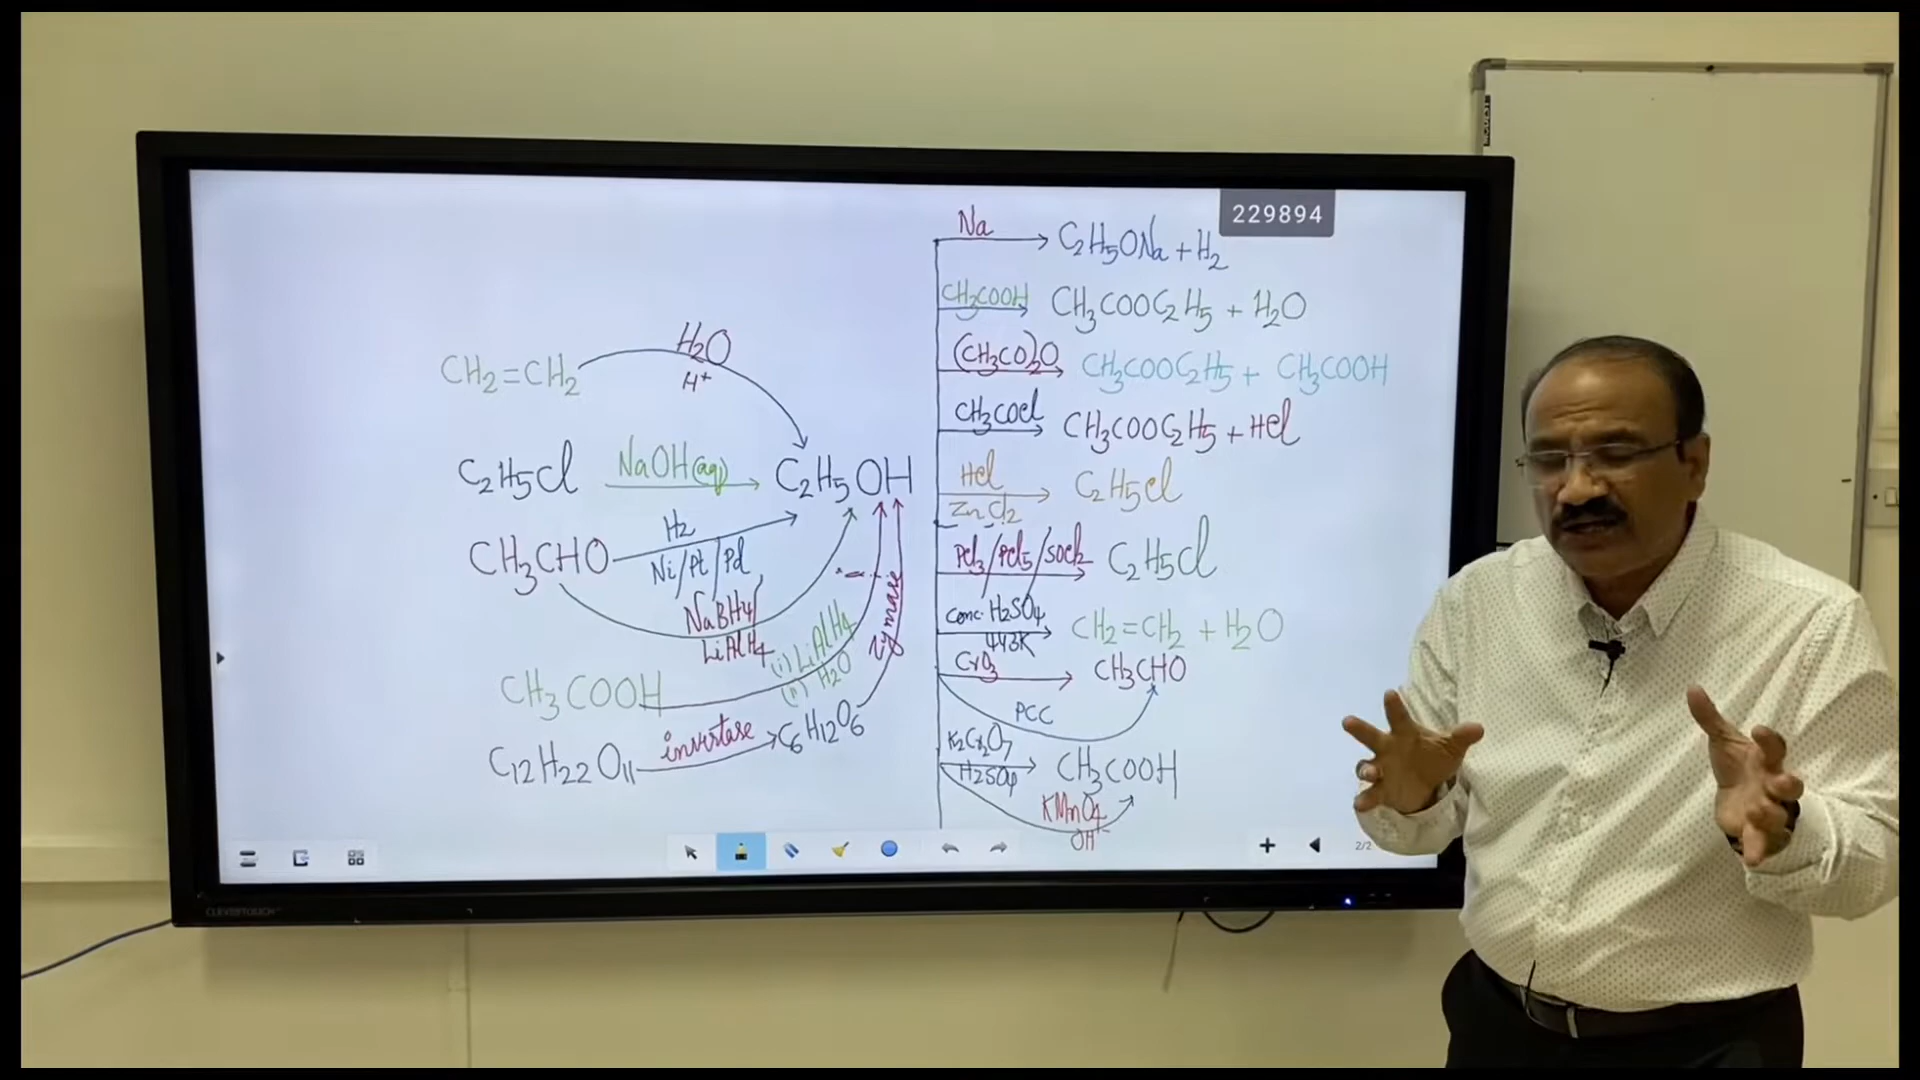 229894
Na
C2H5ONa + H2
CH3COOH
CH3COOC2H5 + H2O
(CH3CO)2O
CH3COOC2H5 + CH3COOH
CH3COCl
CH3COOC2H5 + HCl
HCl
ZnCl2
C2H5Cl
PCl3/PCl5/SOCl2
C2H5Cl
Conc. H2SO4
443K
CH2=CH2 + H2O
CrO3
CH3CHO
PCC
K2Cr2O7
H2SO4
CH3COOH
KMnO4
OH-
CH2=CH2
H2O
H+
C2H5Cl
NaOH(aq)
C2H5OH
CH3CHO
H2
Ni/Pt/Pd
NaBH4/
LiAlH4
CH3COOH
(i) LiAlH4
(ii) H2O
C12H22O11
invertase
C6H12O6
Zymase
2/2
CLEVERTOUCH